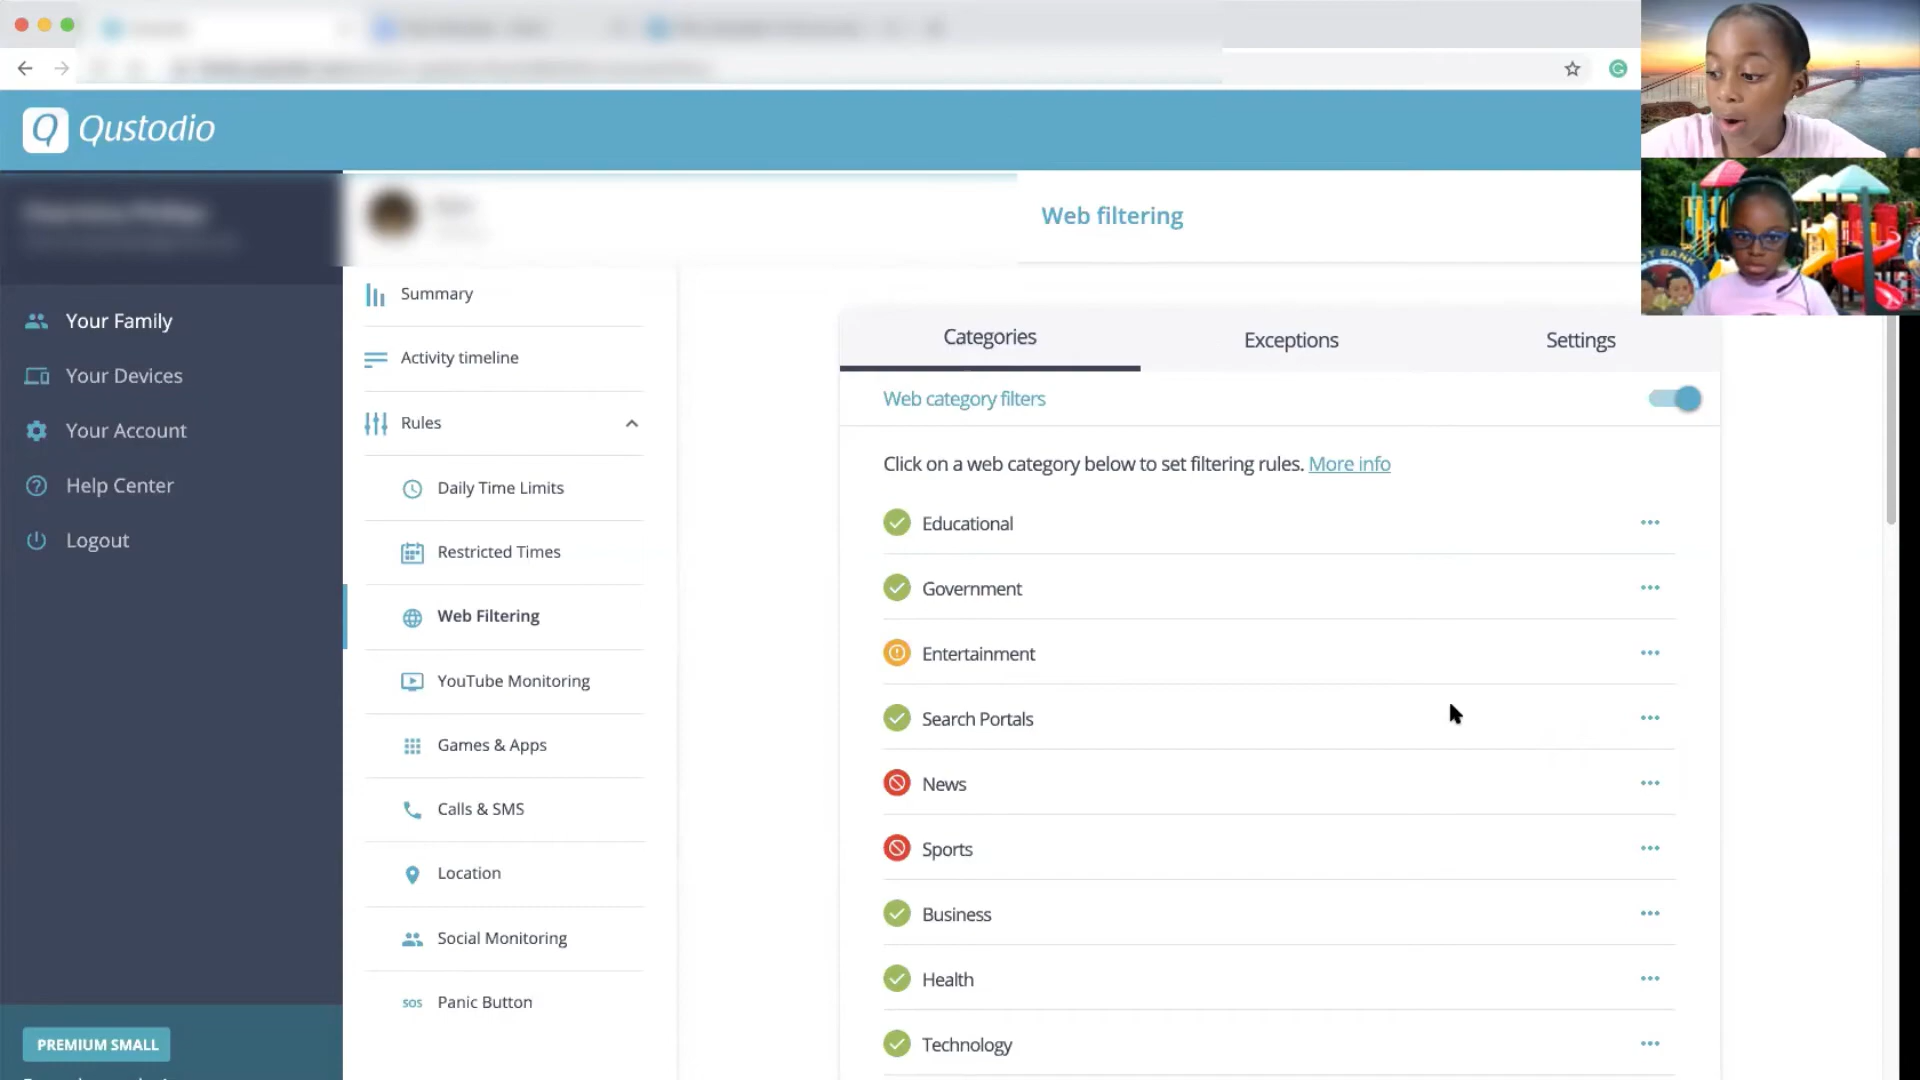 Qustodio
Web filtering
Your Family
Your Devices
Your Account
Help Center
Logout
PREMIUM SMALL
Summary
Activity timeline
Rules
Daily Time Limits
Restricted Times
Web Filtering
YouTube Monitoring
Games & Apps
Calls & SMS
Location
Social Monitoring
SOS Panic Button
Categories
Exceptions
Settings
Web category filters
Click on a web category below to set filtering rules. More info
Educational
Government
Entertainment
Search Portals
News
Sports
Business
Health
Technology